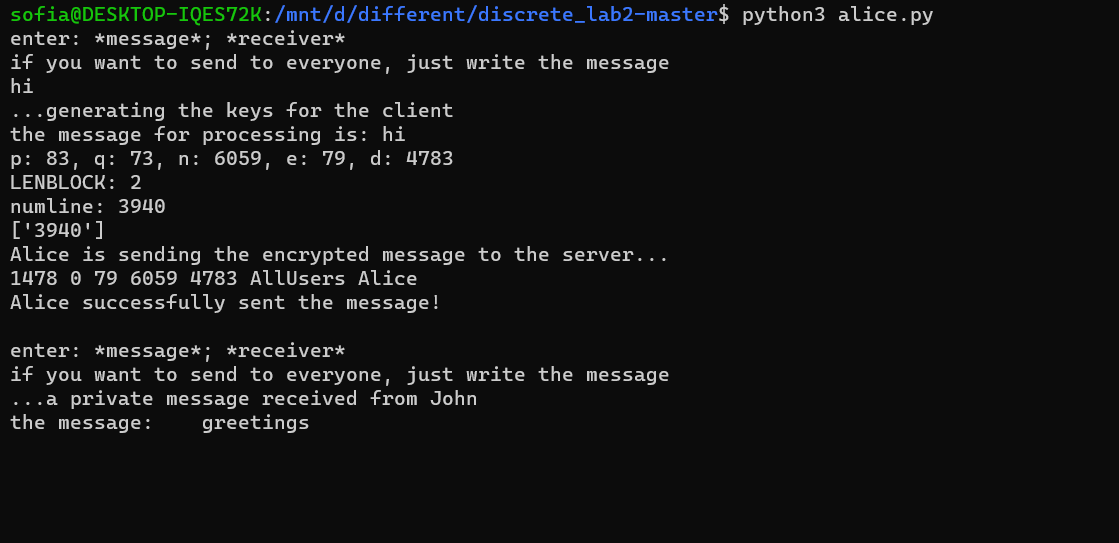 sofia@DESKTOP-IQES72K:/mnt/d/different/discrete_lab2-master$ python3 alice.py
enter: *message*; *receiver*
if you want to send to everyone, just write the message
hi
...generating the keys for the client
the message for processing is: hi
p: 83, q: 73, n: 6059, e: 79, d: 4783
LENBLOCK: 2
numline: 3940
['3940']
Alice is sending the encrypted message to the server...
1478 0 79 6059 4783 AllUsers Alice
Alice successfully sent the message!

enter: *message*; *receiver*
if you want to send to everyone, just write the message
...a private message received from John
the message:    greetings